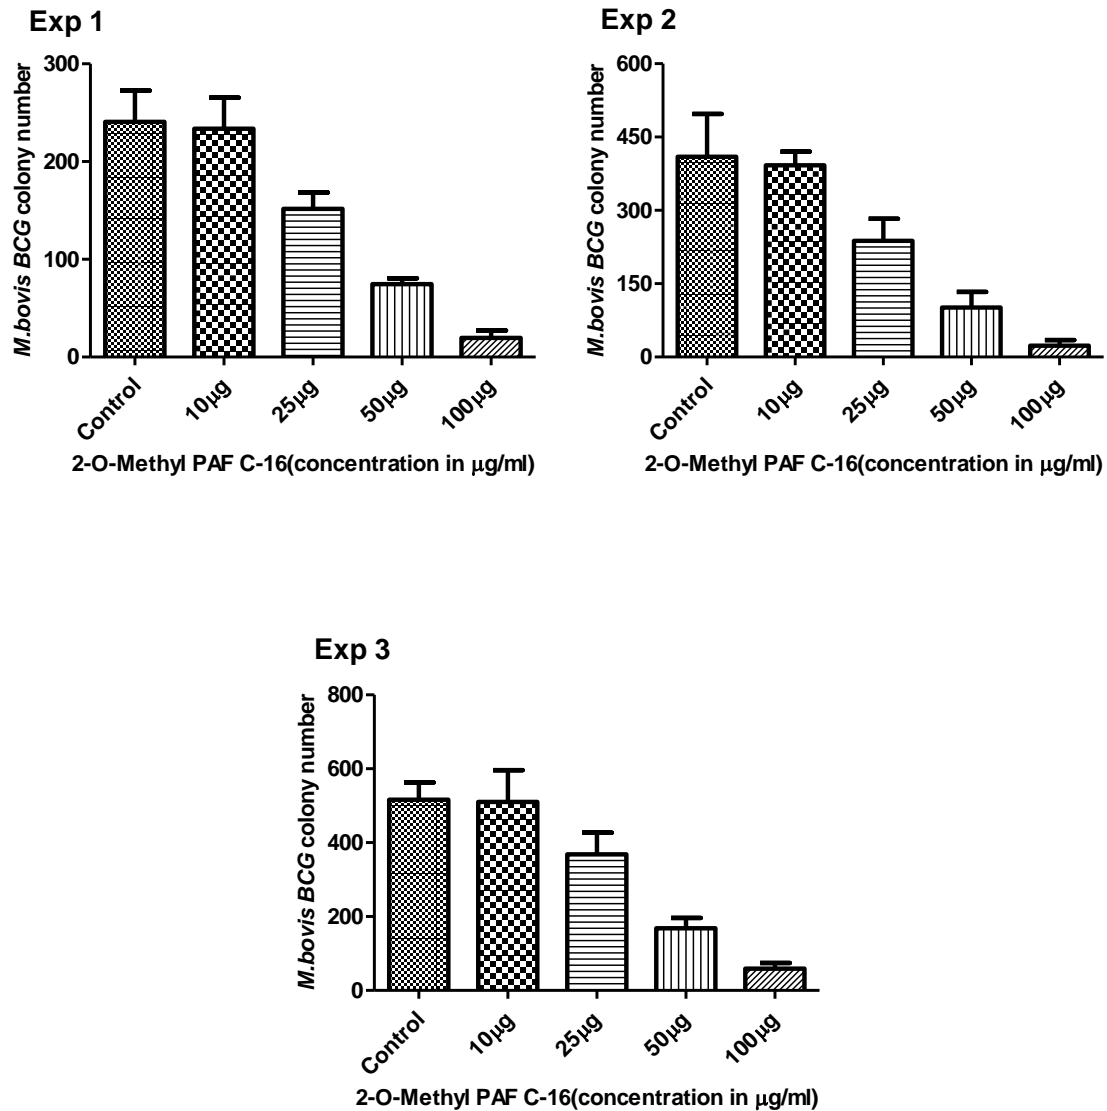 Exp 1
M.bovis BCG colony number
300
200
100
0
Control
10µg
25µg
50µg
100µg
2-O-Methyl PAF C-16(concentration in µg/ml)
Exp 2
M.bovis BCG colony number
600
450
300
150
0
Control
10µg
25µg
50µg
100µg
2-O-Methyl PAF C-16(concentration in µg/ml)
Exp 3
M.bovis BCG colony number
800
600
400
200
0
Control
10µg
25µg
50µg
100µg
2-O-Methyl PAF C-16(concentration in µg/ml)